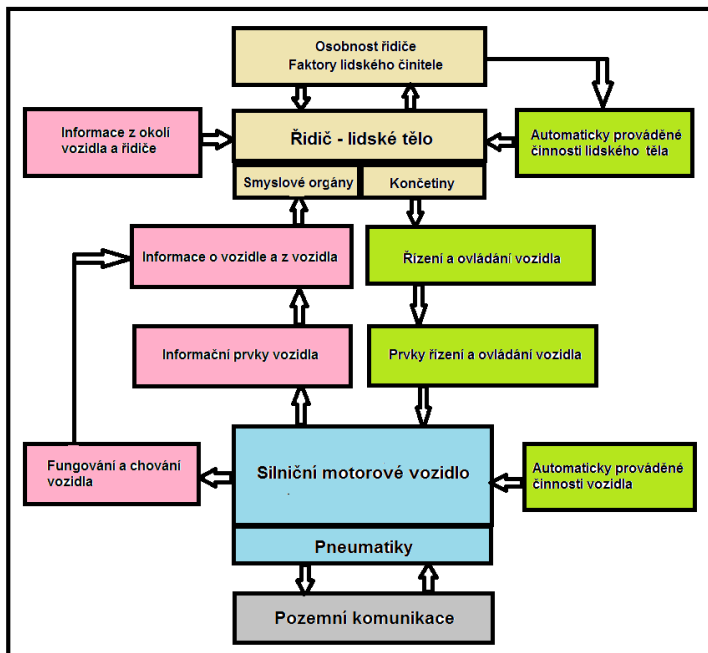 Osobnost řidiče
Faktory lidského činitele
Informace z okolí
vozidla a řidiče
Řidič - lidské tělo
Automaticky prováděné
činnosti lidského těla
Smyslové orgány
Končetiny
Informace o vozidle a z vozidla
Řízení a ovládání vozidla
Informační prvky vozidla
Prvky řízení a ovládání vozidla
Fungování a chování
vozidla
Silniční motorové vozidlo
Automaticky prováděné
činnosti vozidla
Pneumatiky
Pozemní komunikace